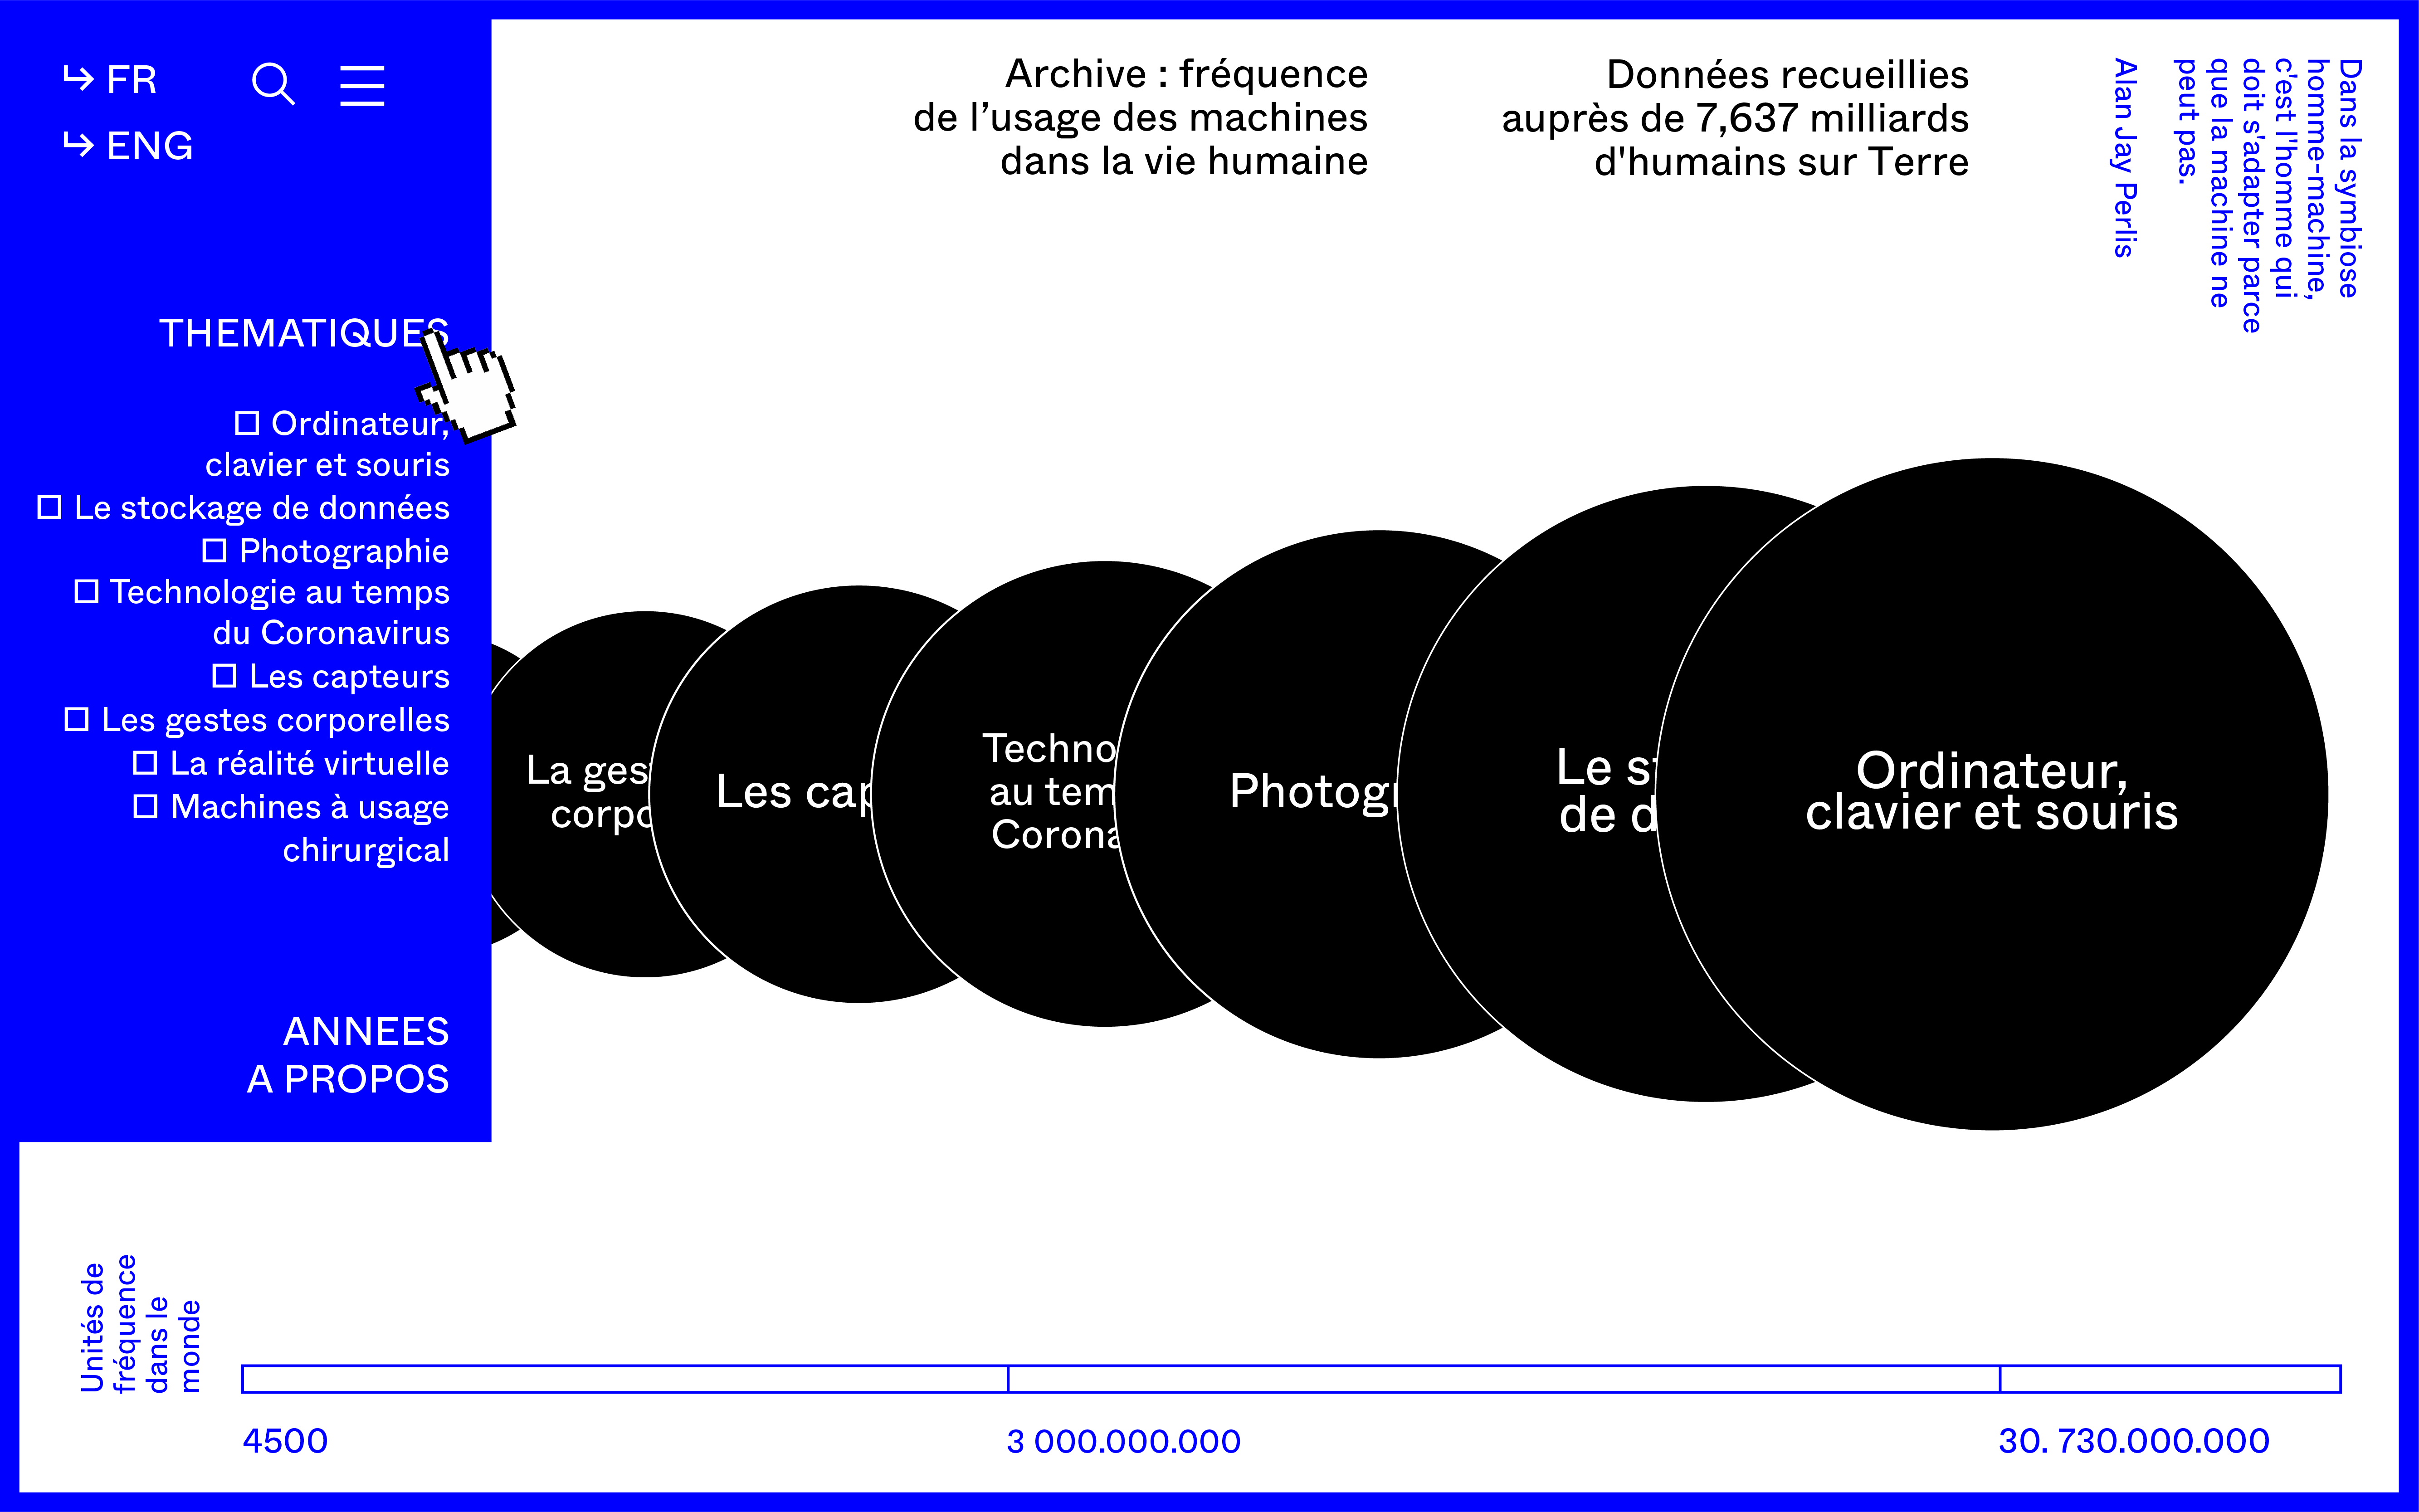 FR
ENG
THEMATIQUES
Ordinateur,
clavier et souris
Le stockage de données
Photographie
Technologie au temps
du Coronavirus
Les capteurs
Les gestes corporelles
La réalité virtuelle
Machines à usage
chirurgical
ANNEES
A PROPOS
Archive : fréquence
de l’usage des machines
dans la vie humaine
Données recueillies
auprès de 7,637 milliards
d'humains sur Terre
Dans la symbiose
homme-machine,
c'est l'homme qui
doit s'adapter parce
que la machine ne
peut pas.
Alan Jay Perlis
La ges
corpo
Les cap
Techno
au tem
Corona
Photogr
Le s
de d
Ordinateur,
clavier et souris
Unités de
fréquence
dans le
monde
4500
3 000.000.000
30. 730.000.000